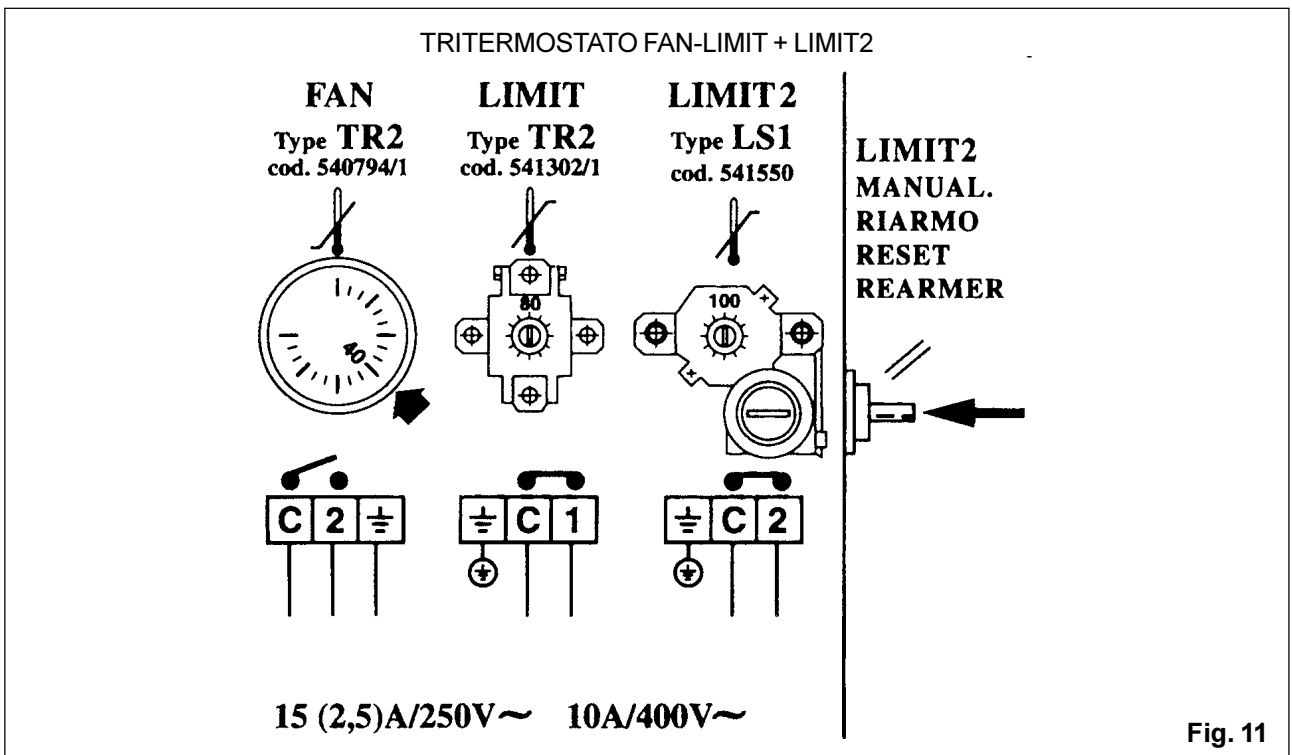 TRITERMOSTATO FAN-LIMIT + LIMIT2
FAN
Type TR2
cod. 540794/1
LIMIT
Type TR2
cod. 541302/1
LIMIT2
Type LS1
cod. 541550
LIMIT2
MANUAL.
RIARMO
RESET
REARMER
40
80
100
C 2
C 1
C 2
15 (2,5)A/250V~ 10A/400V~
Fig. 11